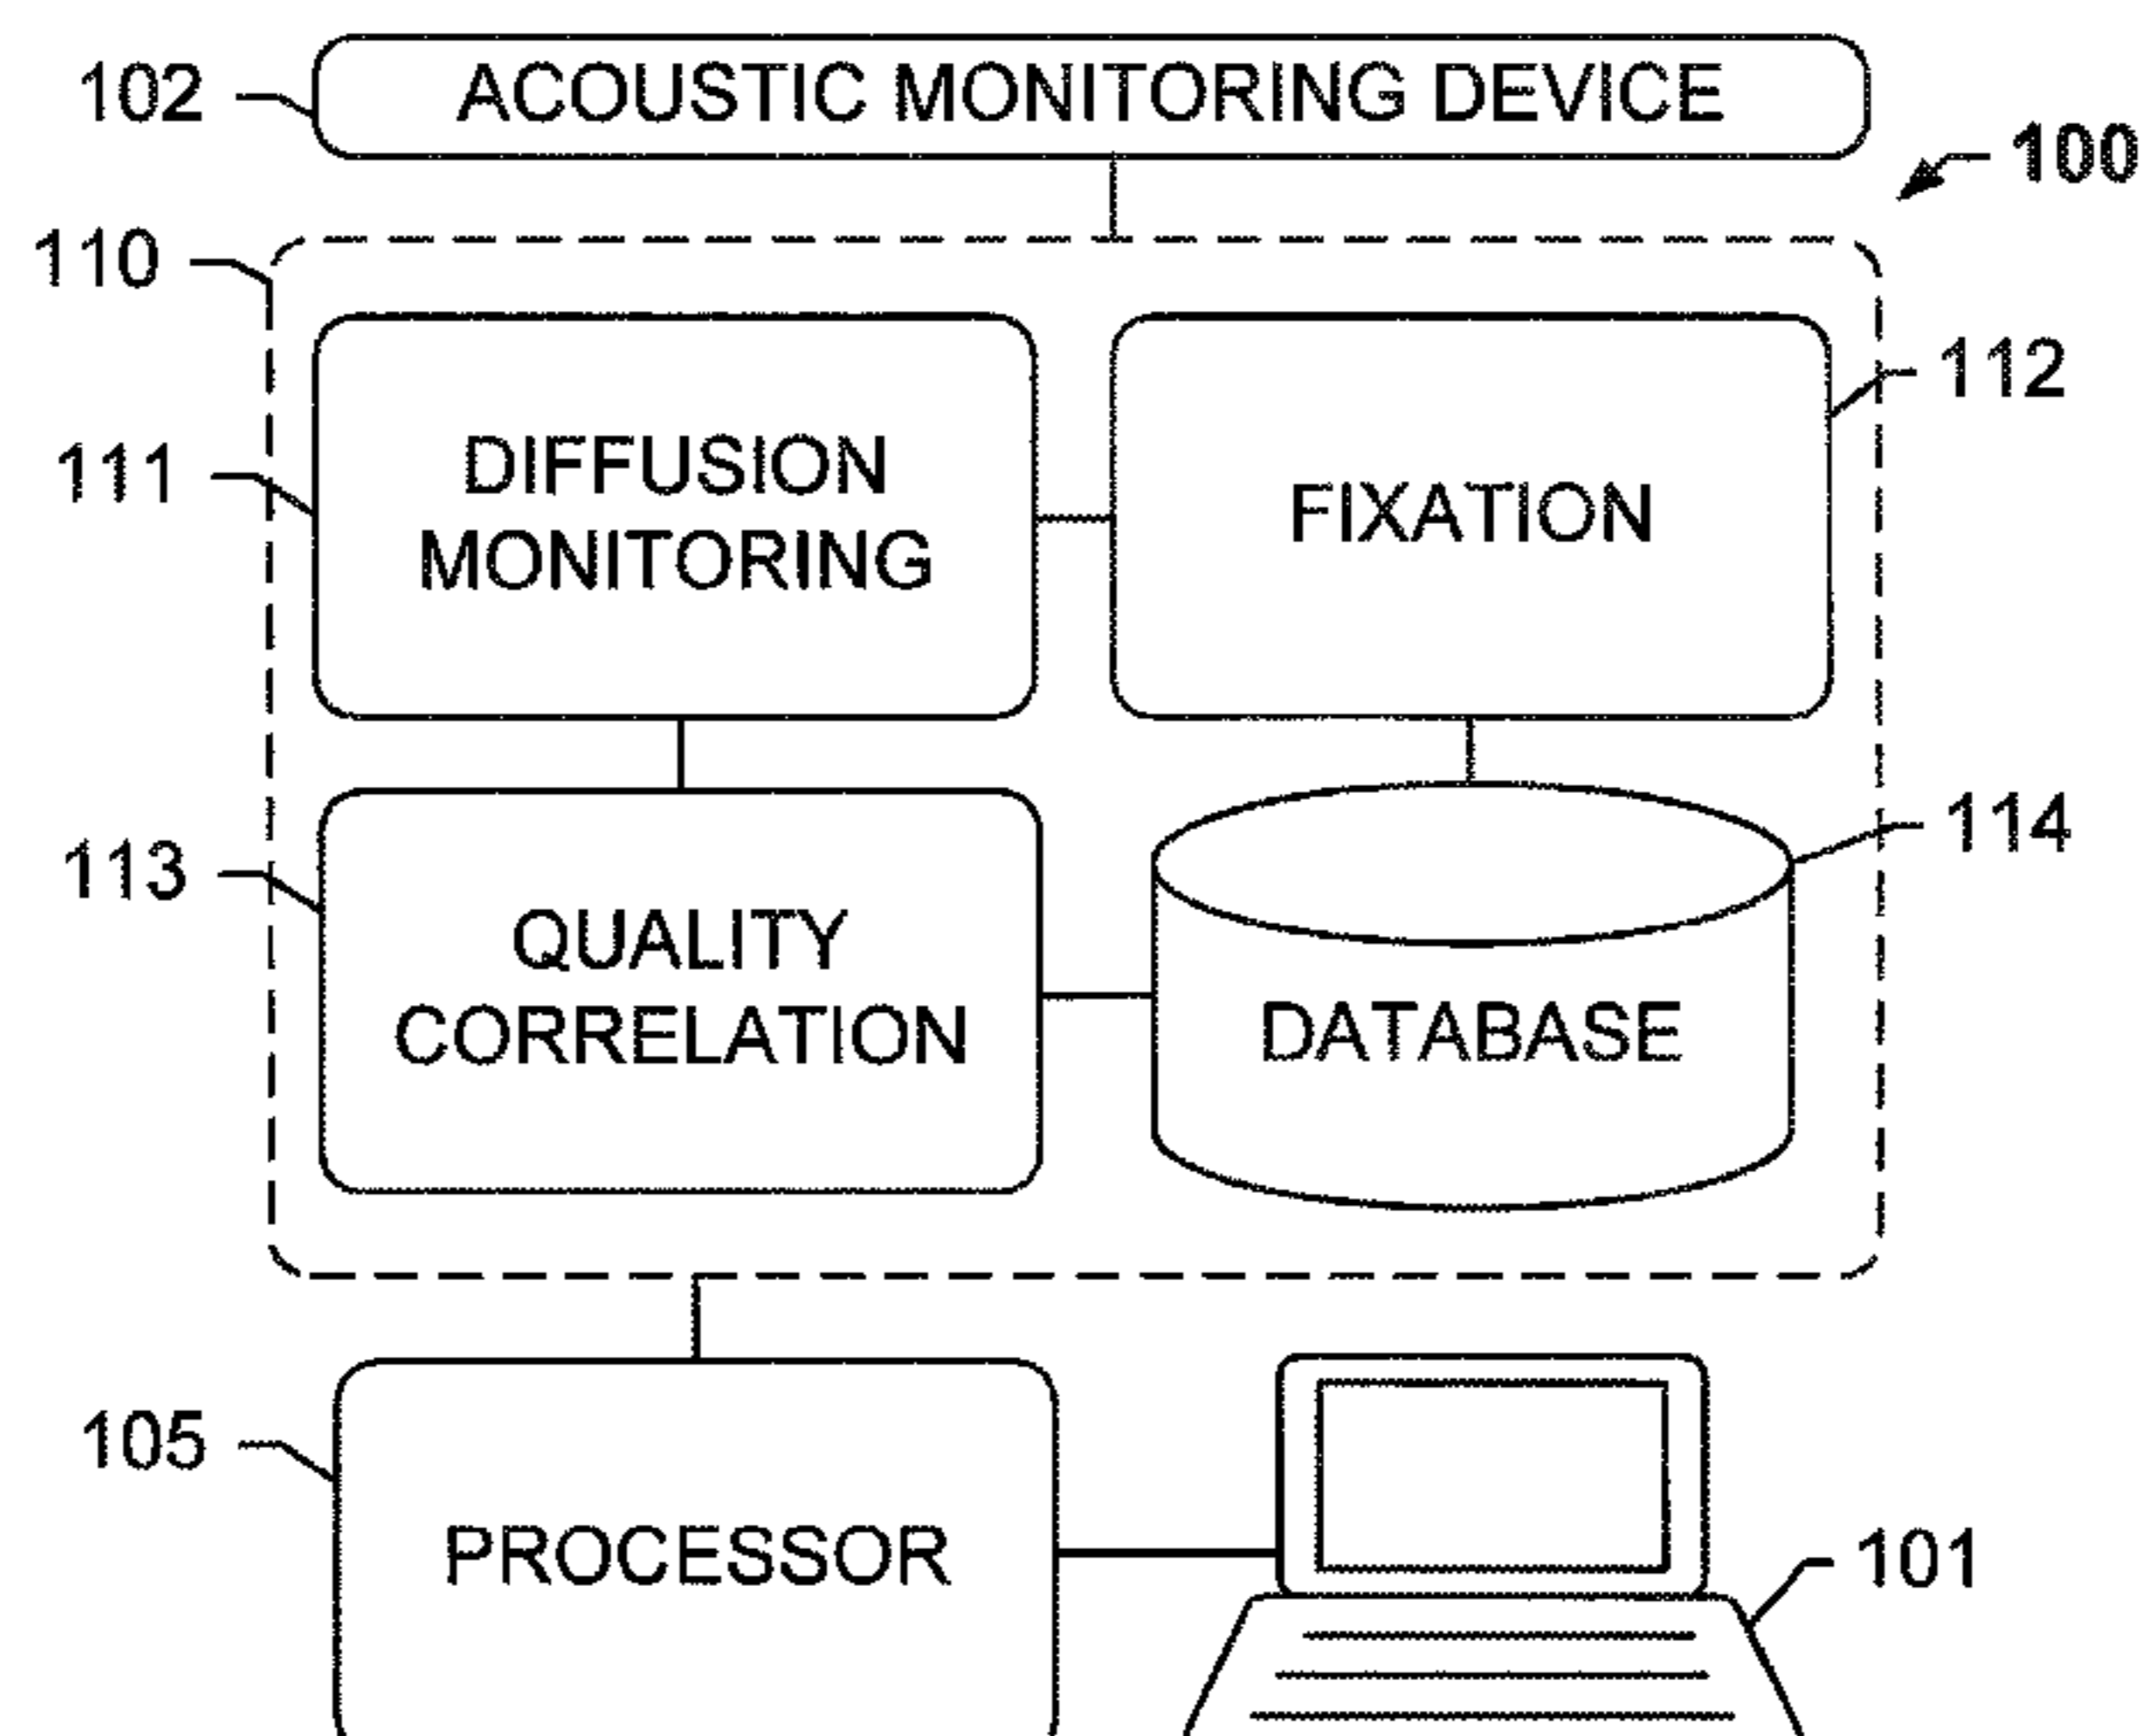 102 ACOUSTIC MONITORING DEVICE
100
110
112
111 DIFFUSION
MONITORING
FIXATION
113 QUALITY
CORRELATION
114
DATABASE
105 PROCESSOR
101